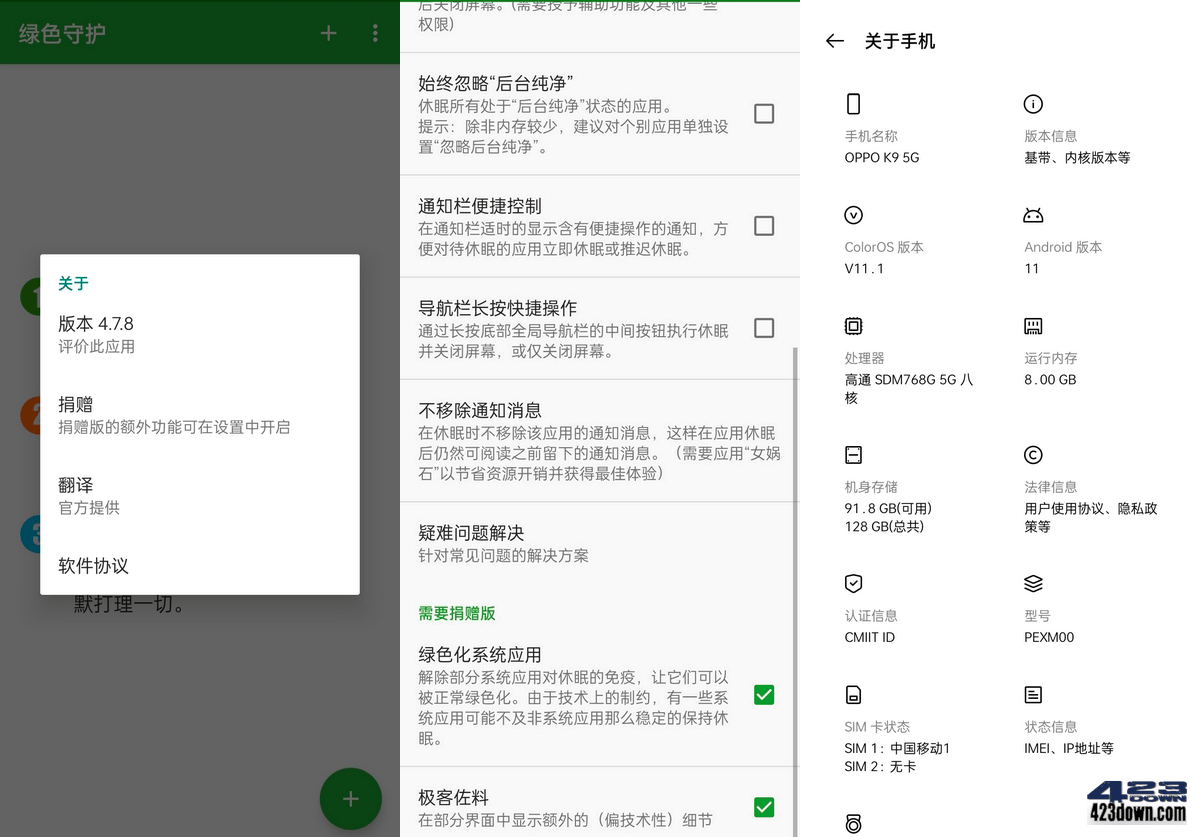 绿色守护
关于
版本 4.7.8
评价此应用
捐赠
捐赠版的额外功能可在设置中开启
翻译
官方提供
软件协议
默打理一切。
后关闭屏幕。(需要授予辅助功能及其他一些
权限)
始终忽略“后台纯净”
休眠所有处于“后台纯净”状态的应用。
提示：除非内存较少，建议对个别应用单独设
置“忽略后台纯净”。
通知栏便捷控制
在通知栏适时的显示含有便捷操作的通知，方
便对待休眠的应用立即休眠或推迟休眠。
导航栏长按快捷操作
通过长按底部全局导航栏的中间按钮执行休眠
并关闭屏幕，或仅关闭屏幕。
不移除通知消息
在休眠时不移除该应用的通知消息，这样在应用休眠
后仍然可阅读之前留下的通知消息。（需要应用“女娲
石”以节省资源开销并获得最佳体验）
疑难问题解决
针对常见问题的解决方案
需要捐赠版
绿色化系统应用
解除部分系统应用对休眠的免疫，让它们可以
被正常绿色化。由于技术上的制约，有一些系
统应用可能不及非系统应用那么稳定的保持休
眠。
极客佐料
在部分界面中显示额外的（偏技术性）细节
关于手机
手机名称
OPPO K9 5G
版本信息
基带、内核版本等
ColorOS 版本
V11.1
Android 版本
11
处理器
高通 SDM768G 5G 八
核
运行内存
8.00 GB
机身存储
91.8 GB(可用)
128 GB(总共)
法律信息
用户使用协议、隐私政
策等
认证信息
CMIIT ID
型号
PEXM00
SIM 卡状态
SIM 1：中国移动1
SIM 2：无卡
状态信息
IMEI、IP地址等
423
DOWN
423down.com